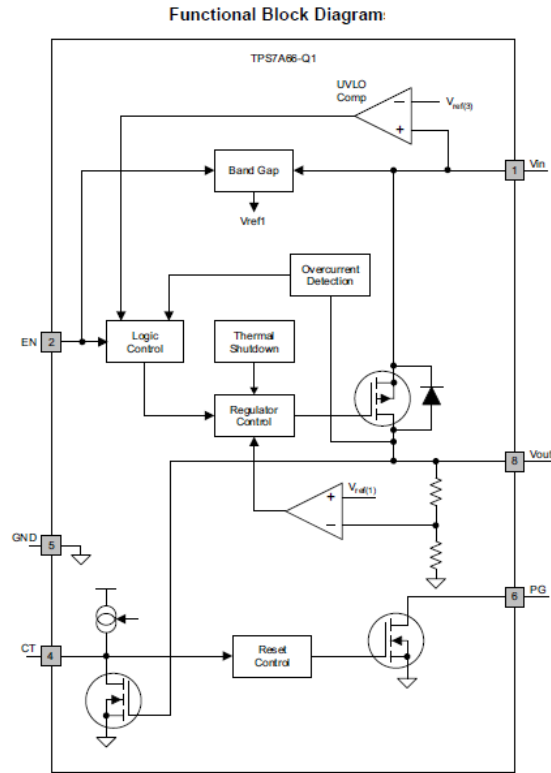 Functional Block Diagram
TPS7A66-Q1
UVLO
Comp
Vref(3)
1
Vin
Band Gap
Vref1
Overcurrent
Detection
EN
2
Logic
Control
Thermal
Shutdown
Regulator
Control
8
Vout
Vref(1)
GND
5
6
PG
CT
4
Reset
Control